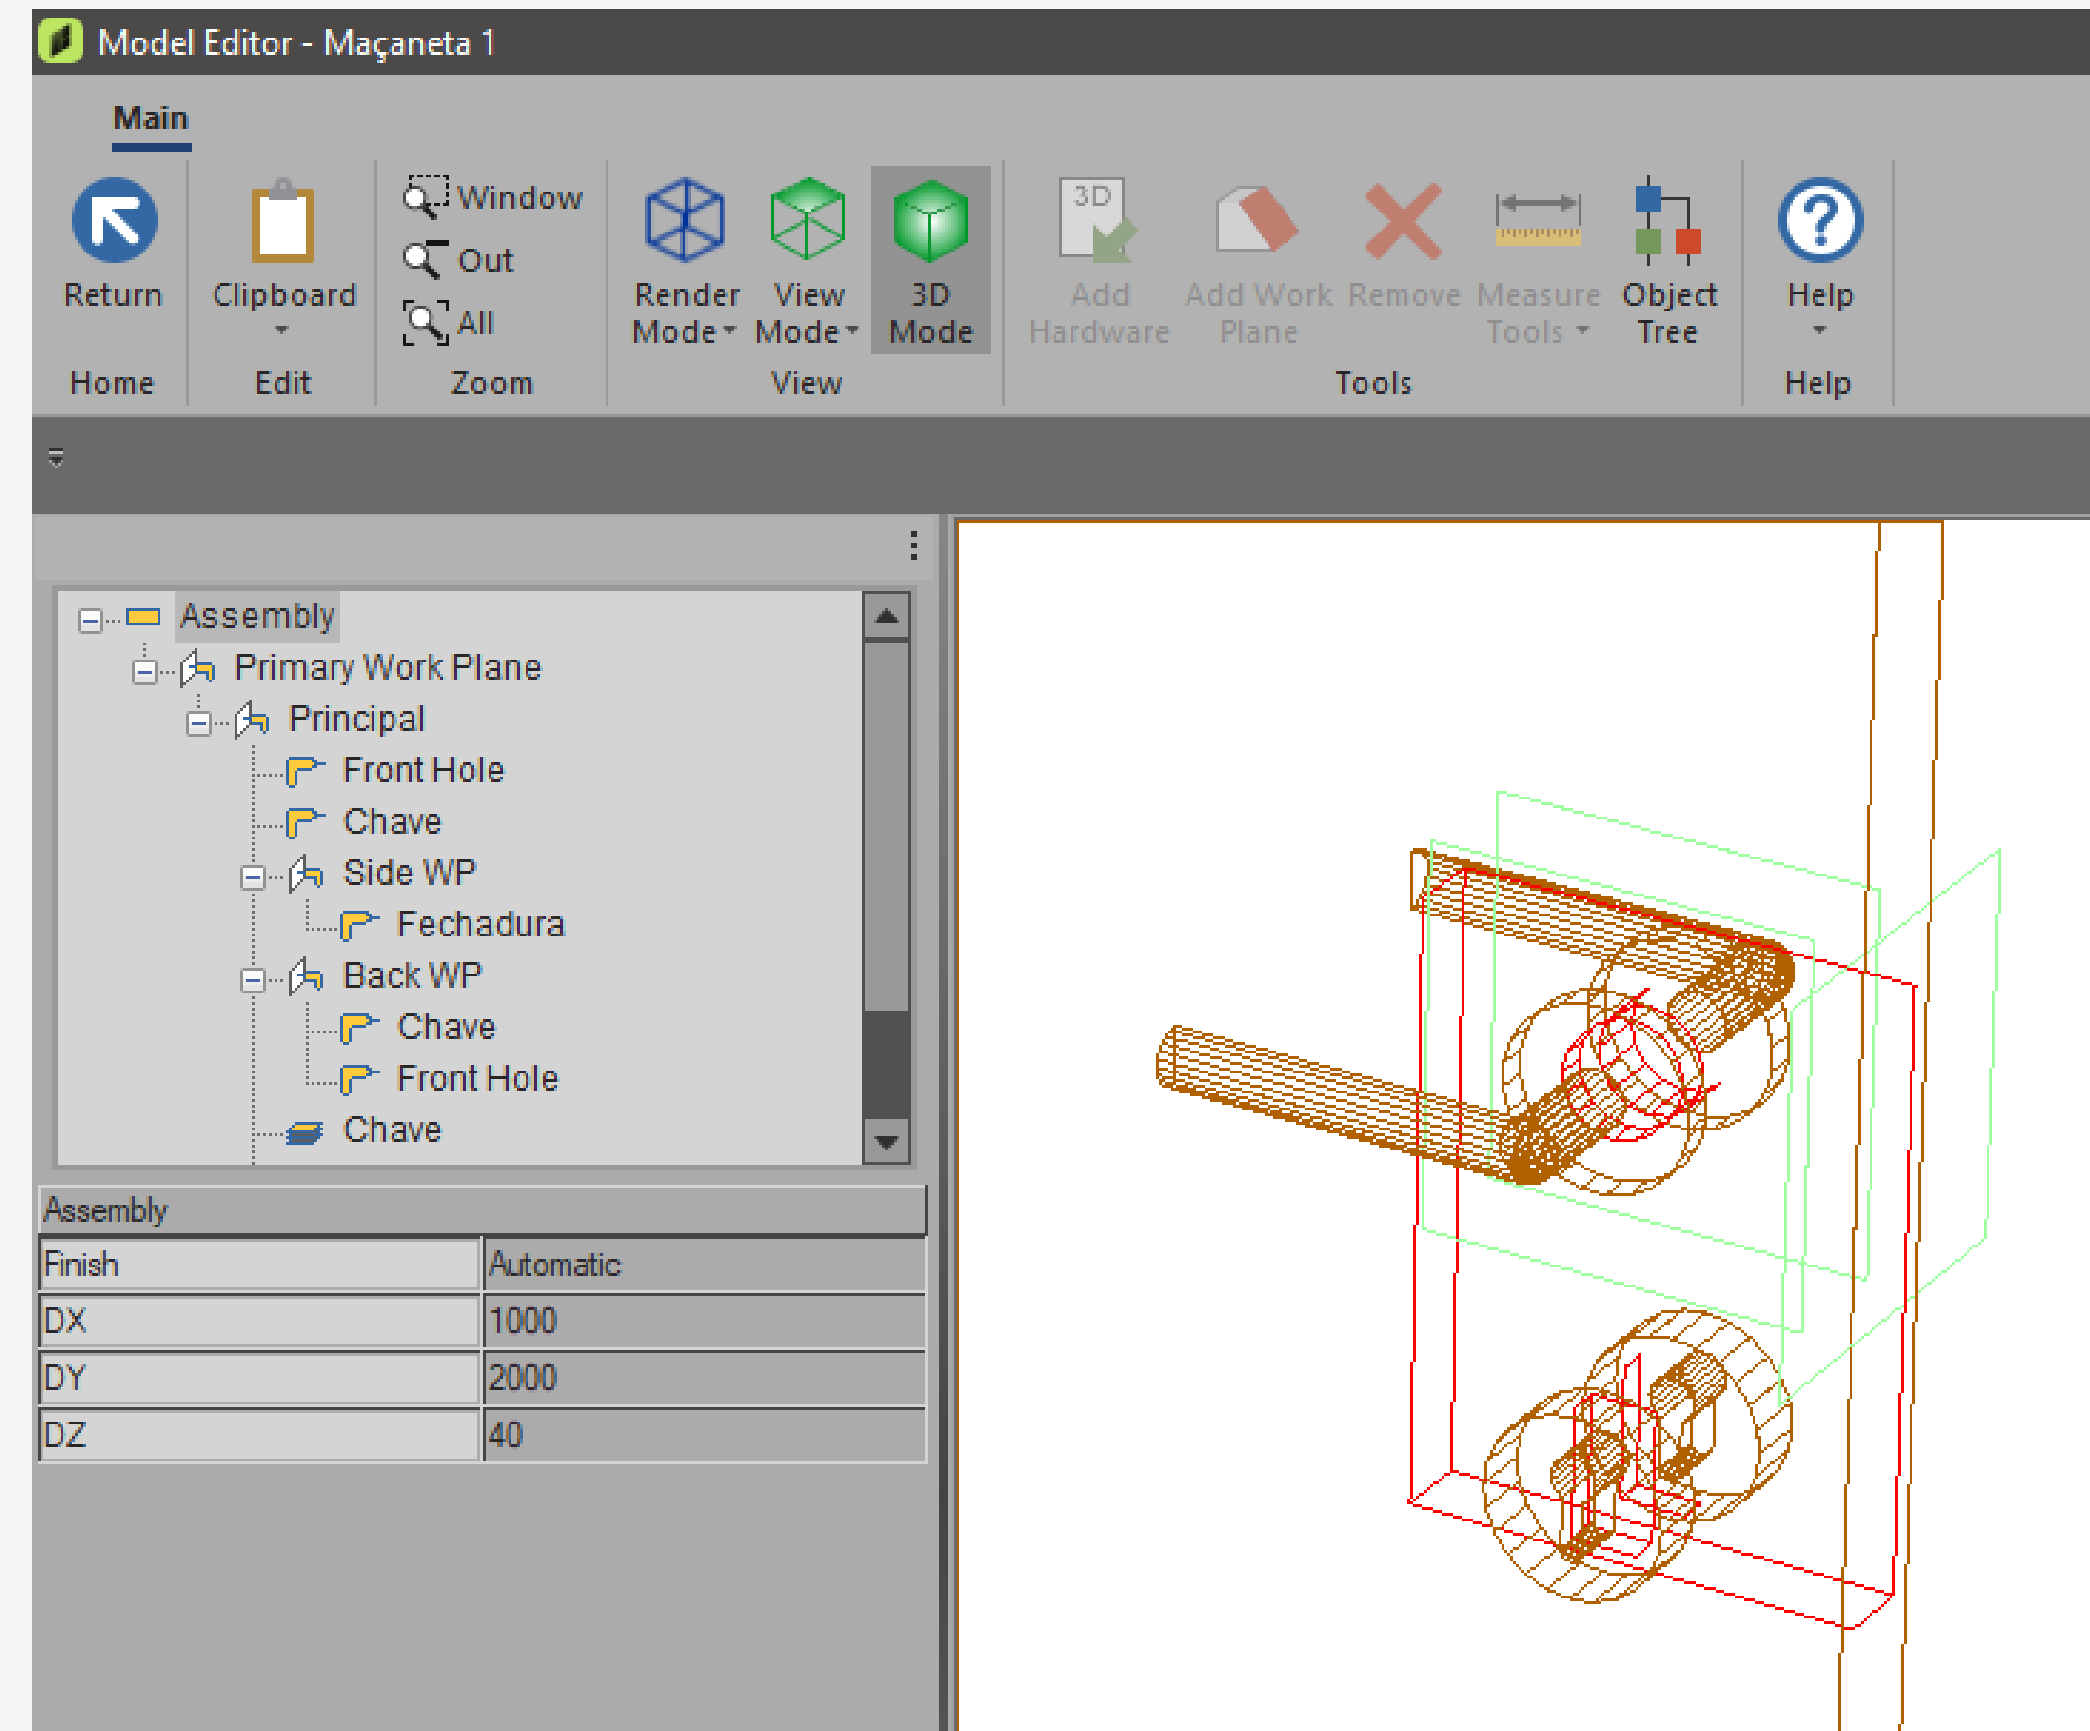 Model Editor - Maçaneta 1
Main
Return
Clipboard
Window
Out
All
Render Mode
View Mode
3D Mode
3D
Add Hardware
Add Work Plane
Remove
Measure Tools
Object Tree
Help
Home
Edit
Zoom
View
Tools
Help
Assembly
Primary Work Plane
Principal
Front Hole
Chave
Side WP
Fechadura
Back WP
Chave
Front Hole
Chave
Assembly
Finish Automatic
DX 1000
DY 2000
DZ 40